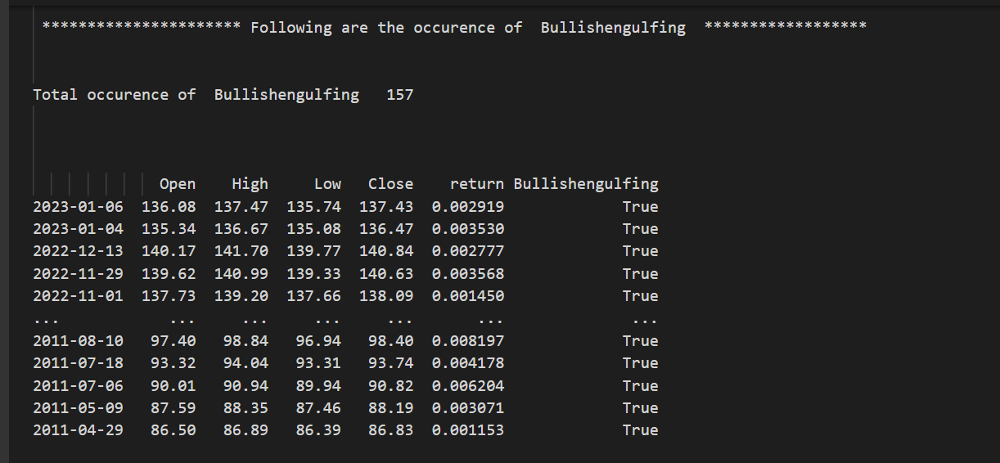 ********************** Following are the occurence of  Bullishengulfing  ******************
Total occurence of  Bullishengulfing   157
Open    High     Low   Close    return Bullishengulfing
2023-01-06  136.08  137.47  135.74  137.43  0.002919             True
2023-01-04  135.34  136.67  135.08  136.47  0.003530             True
2022-12-13  140.17  141.70  139.77  140.84  0.002777             True
2022-11-29  139.62  140.99  139.33  140.63  0.003568             True
2022-11-01  137.73  139.20  137.66  138.09  0.001450             True
...            ...     ...     ...     ...       ...              ...
2011-08-10   97.40   98.84   96.94   98.40  0.008197             True
2011-07-18   93.32   94.04   93.31   93.74  0.004178             True
2011-07-06   90.01   90.94   89.94   90.82  0.006204             True
2011-05-09   87.59   88.35   87.46   88.19  0.003071             True
2011-04-29   86.50   86.89   86.39   86.83  0.001153             True